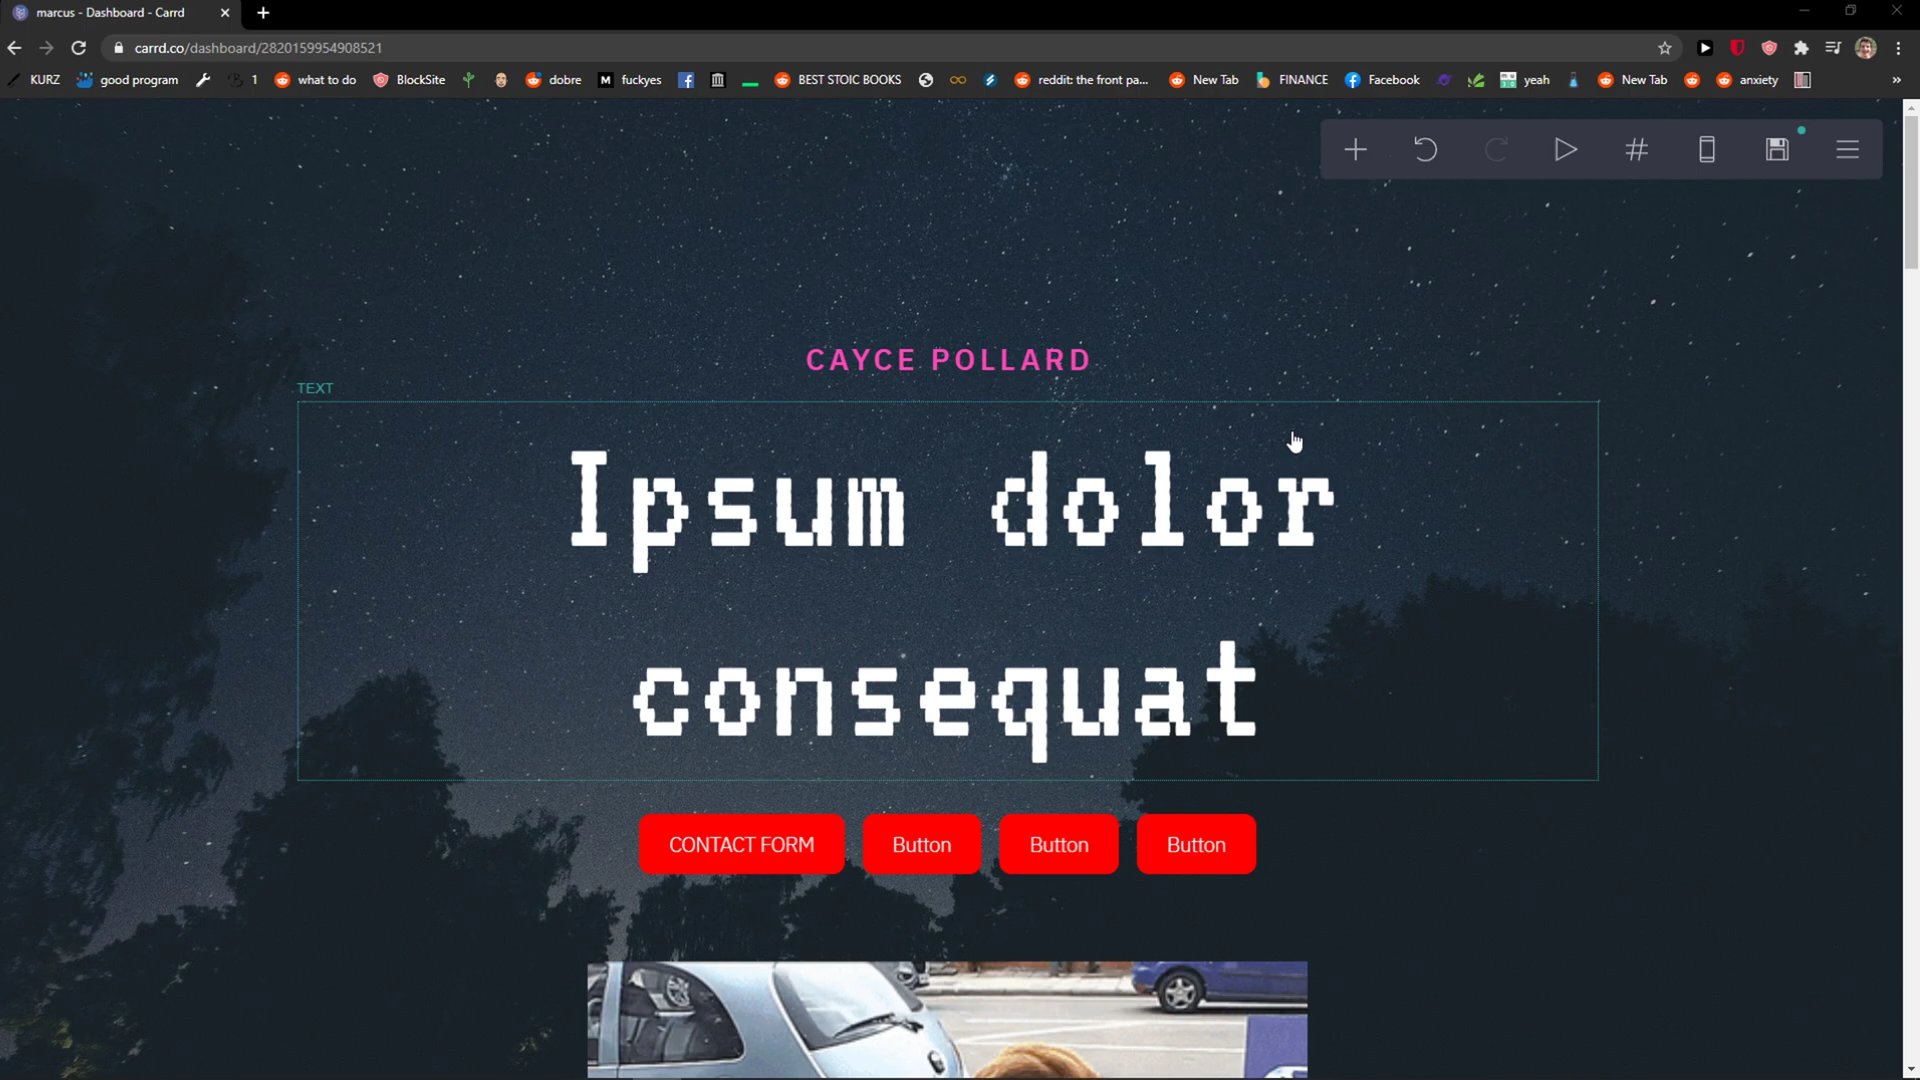 marcus - Dashboard - Carrd
carrd.co/dashboard/2820159954908521
KURZ good program 1 what to do BlockSite dobre M fuckyes BEST STOIC BOOKS reddit: the front pa... New Tab FINANCE Facebook yeah New Tab anxiety »
CAYCE POLLARD
TEXT
Ipsum dolor
consequat
CONTACT FORM Button Button Button